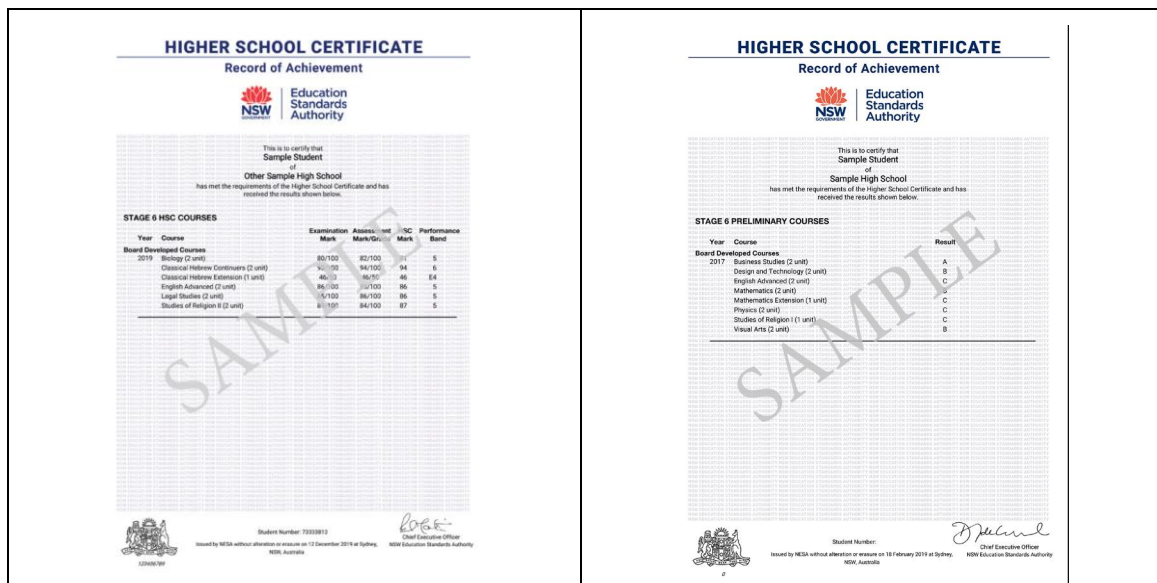 HIGHER SCHOOL CERTIFICATE
Record of Achievement
NSW
GOVERNMENT
Education
Standards
Authority
This is to certify that
Sample Student
of
Other Sample High School
has met the requirements of the Higher School Certificate and has
received the results shown below.
STAGE 6 HSC COURSES
Examination Performance
Year Course Mark Mark Band
Board Developed Courses
2019 Biology (2 unit) 80/100 82/100 5
Classical Hebrew Continuers (2 unit) 94/100 94 6
Classical Hebrew Extension (1 unit) 46 E4
English Advanced (2 unit) 86 5
Legal Studies (2 unit) 86/100 86 5
Studies of Religion II (2 unit) 84/100 87 5
SAMPLE
Student Number: 73333813
Issued by NESA without alteration or erasure on 12 December 2019 at Sydney,
NSW, Australia
Chief Executive Officer
NSW Education Standards Authority
123456789
HIGHER SCHOOL CERTIFICATE
Record of Achievement
NSW
GOVERNMENT
Education
Standards
Authority
This is to certify that
Sample Student
of
Sample High School
has met the requirements of the Higher School Certificate and has
received the results shown below.
STAGE 6 PRELIMINARY COURSES
Year Course Result
Board Developed Courses
2017 Business Studies (2 unit) A
Design and Technology (2 unit) B
English Advanced (2 unit) C
Mathematics (2 unit)
Mathematics Extension (1 unit) C
Physics (2 unit) C
Studies of Religion I (1 unit) C
Visual Arts (2 unit) B
SAMPLE
Student Number:
Issued by NESA without alteration or erasure on 18 February 2019 at Sydney,
NSW, Australia
Chief Executive Officer
NSW Education Standards Authority
0